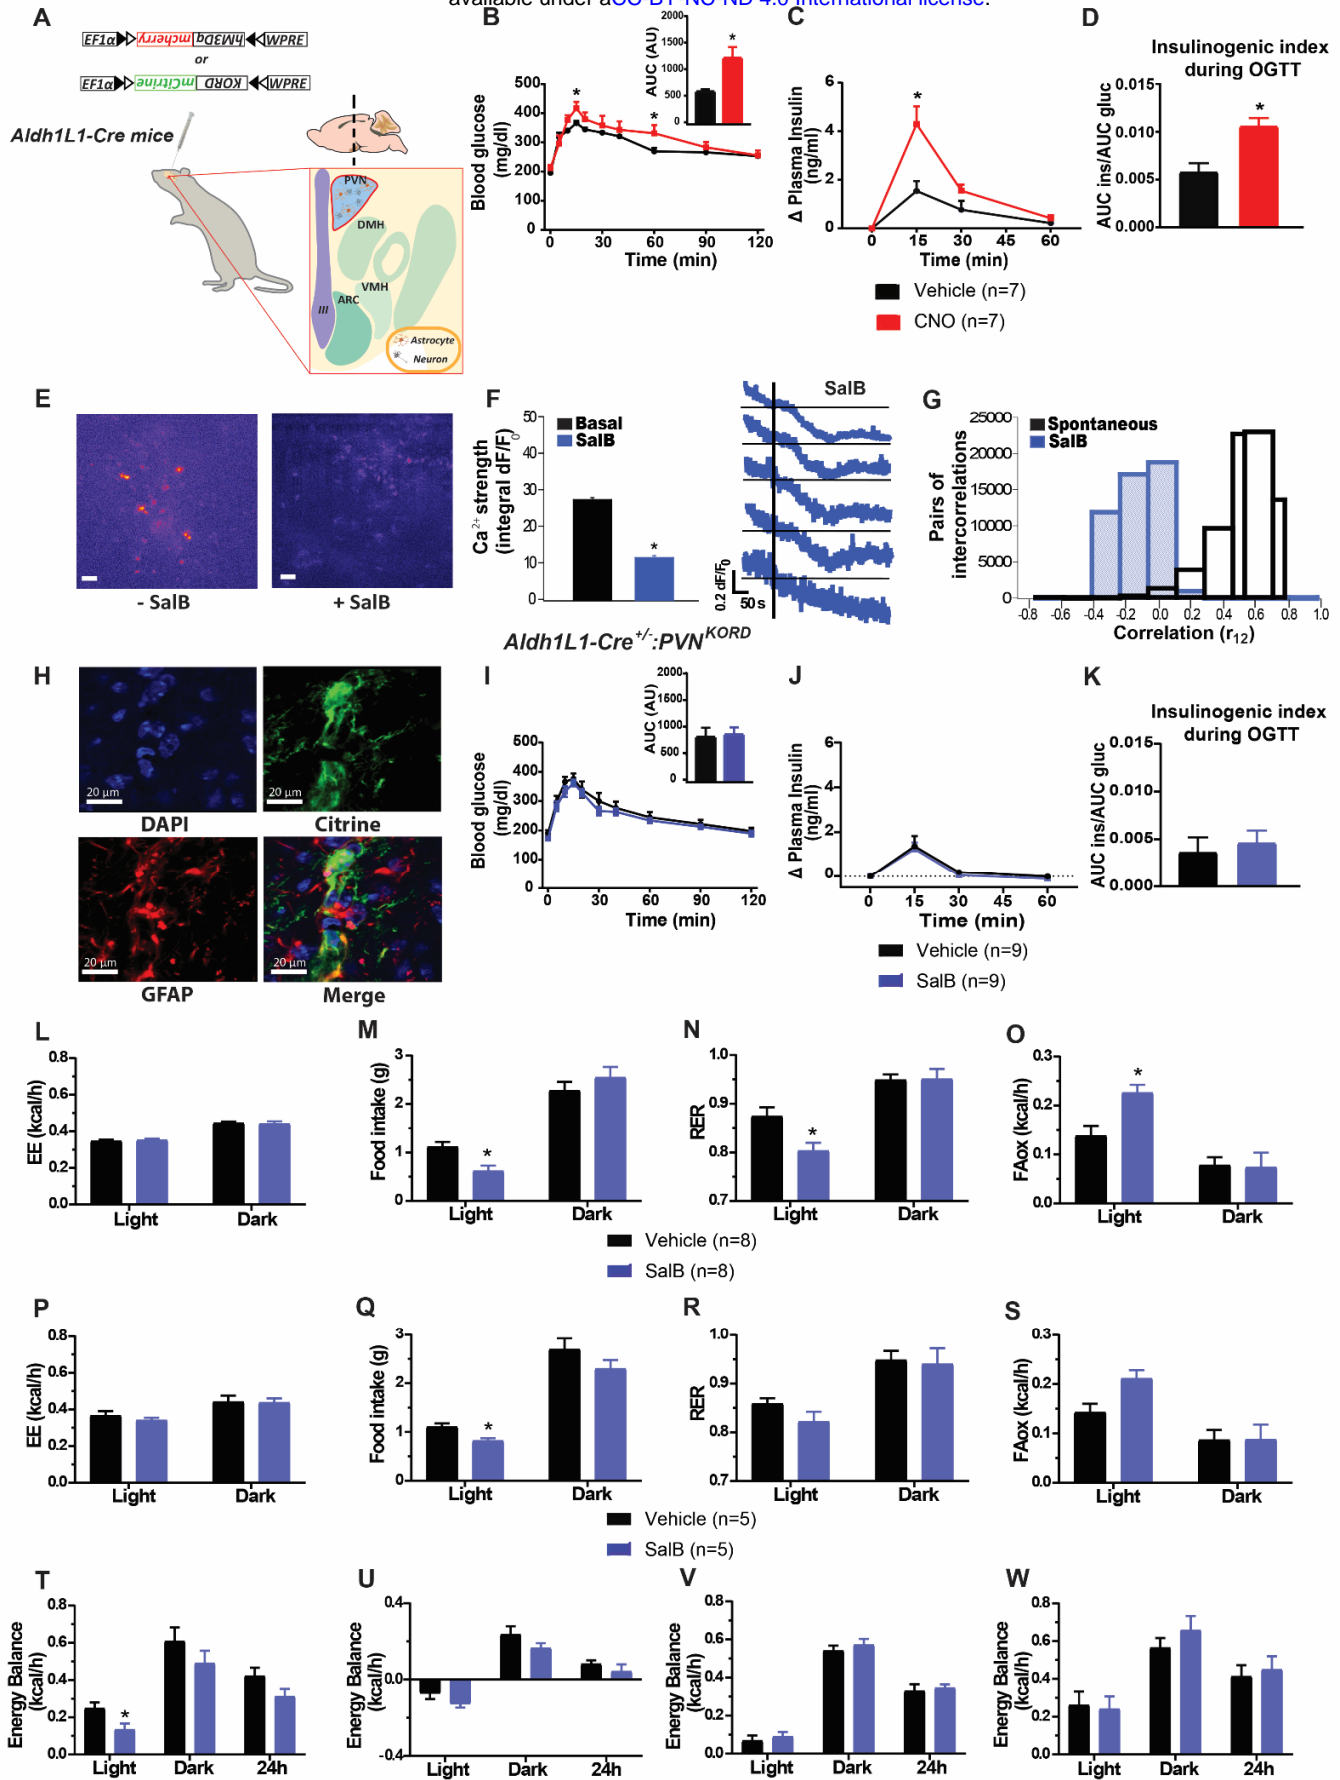 available under aCC-BY-NC-ND 4.0 International license.
A
EF1α mcherry hM3Dq WPRE
or
EF1α mCitrine KORD WPRE
Aldh1L1-Cre mice
PVN
DMH
VMH
ARC
III
Astrocyte
Neuron
B
Blood glucose
(mg/dl)
500
400
300
200
100
0
0 30 60 90 120
Time (min)
AUC (AU)
2000
1500
1000
500
0
*
*
*
C
Δ Plasma Insulin
(ng/ml)
6
4
2
0
*
0 15 30 45 60
Time (min)
Vehicle (n=7)
CNO (n=7)
D
Insulinogenic index
during OGTT
AUC ins/AUC gluc
0.015
0.010
0.005
0.000
*
E
- SalB
+ SalB
F
Ca2+ strength
(integral dF/F0)
50
40
30
20
10
0
Basal
SalB
*
SalB
0.2 dF/F0
50 s
G
Pairs of
intercorrelations
25000
20000
15000
10000
5000
0
Spontaneous
SalB
-0.8 -0.6 -0.4 -0.2 0.0 0.2 0.4 0.6 0.8 1.0
Correlation (r12)
Aldh1L1-Cre+/-:PVNKORD
H
20 μm
DAPI
20 μm
Citrine
20 μm
GFAP
20 μm
Merge
I
Blood glucose
(mg/dl)
500
400
300
200
100
0
0 30 60 90 120
Time (min)
AUC (AU)
2000
1500
1000
500
0
J
Δ Plasma Insulin
(ng/ml)
6
4
2
0
0 15 30 45 60
Time (min)
Vehicle (n=9)
SalB (n=9)
K
Insulinogenic index
during OGTT
AUC ins/AUC gluc
0.015
0.010
0.005
0.000
L
EE (kcal/h)
0.8
0.6
0.4
0.2
0.0
Light Dark
M
Food intake (g)
3
2
1
0
*
Light Dark
N
RER
1.0
0.9
0.8
0.7
*
Light Dark
O
FAox (kcal/h)
0.3
0.2
0.1
0.0
*
Light Dark
Vehicle (n=8)
SalB (n=8)
P
EE (kcal/h)
0.8
0.6
0.4
0.2
0.0
Light Dark
Q
Food intake (g)
3
2
1
0
*
Light Dark
R
RER
1.0
0.9
0.8
0.7
Light Dark
S
FAox (kcal/h)
0.3
0.2
0.1
0.0
Light Dark
Vehicle (n=5)
SalB (n=5)
T
Energy Balance
(kcal/h)
0.8
0.6
0.4
0.2
0.0
*
Light Dark 24h
U
Energy Balance
(kcal/h)
0.4
0.0
-0.4
Light Dark 24h
V
Energy Balance
(kcal/h)
0.8
0.6
0.4
0.2
0.0
Light Dark 24h
W
Energy Balance
(kcal/h)
0.8
0.6
0.4
0.2
0.0
Light Dark 24h